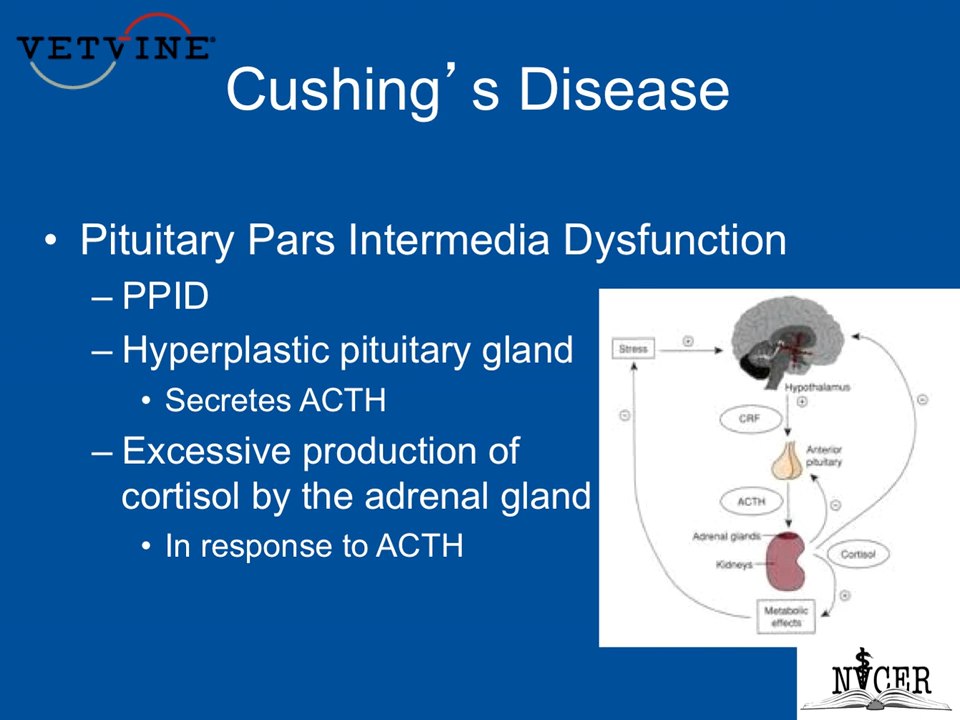 VETVINE®
Cushing’s Disease
• Pituitary Pars Intermedia Dysfunction
– PPID
– Hyperplastic pituitary gland
• Secretes ACTH
– Excessive production of
cortisol by the adrenal gland
• In response to ACTH
Stress
+
Hypothalamus
+
CRF
−
−
Anterior
pituitary
ACTH
−
Adrenal glands
Cortisol
Kidneys
+
Metabolic
effects
NVCER